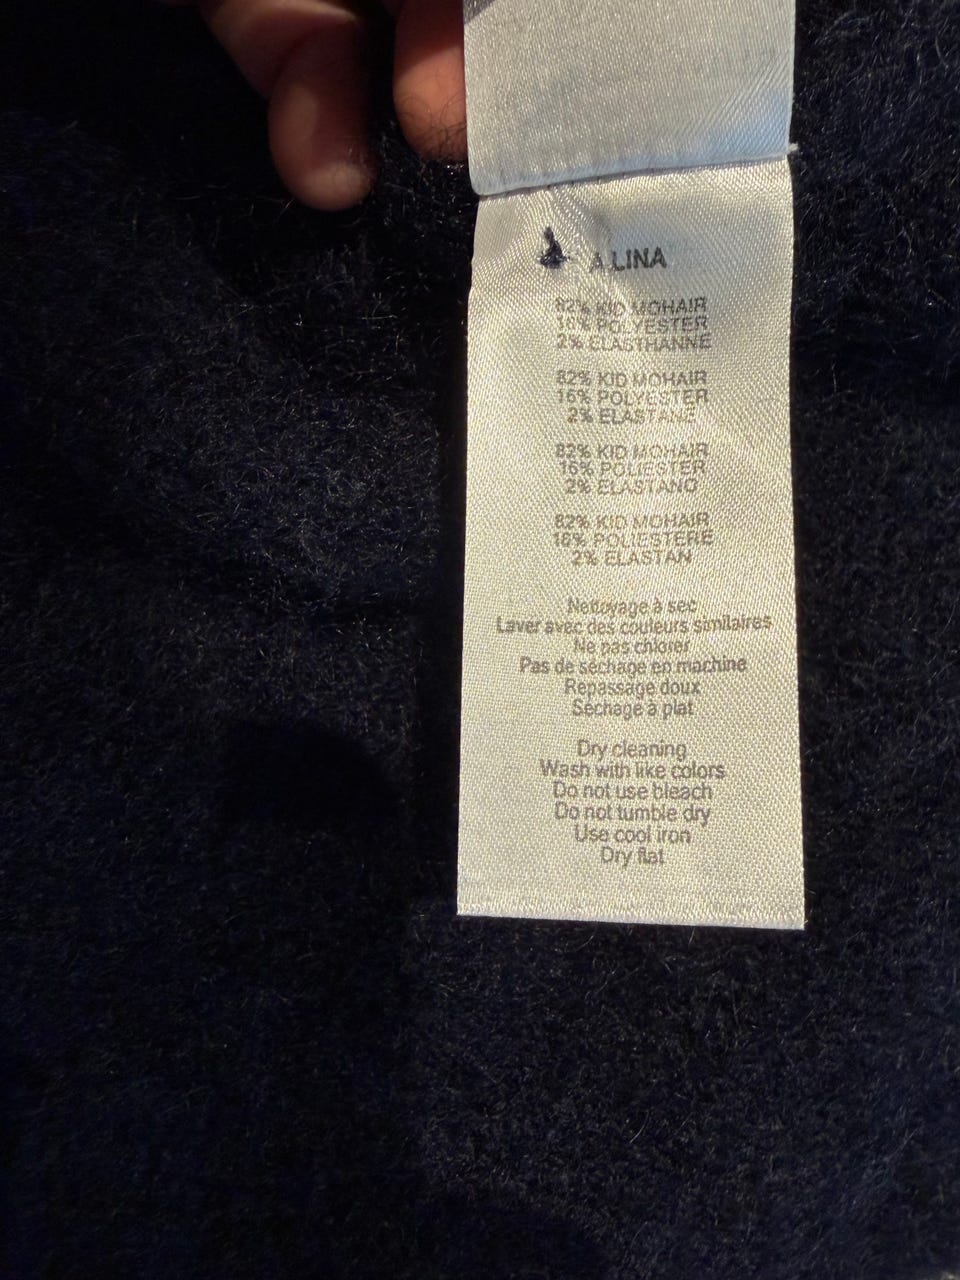 A LINA
82% KID MOHAIR
16% POLYESTER
2% ELASTHANNE
82% KID MOHAIR
16% POLYESTER
2% ELASTANE
82% KID MOHAIR
16% POLIESTER
2% ELASTANO
82% KID MOHAIR
16% POLIESTERE
2% ELASTAN
Nettoyage à sec
Laver avec des couleurs similaires
Ne pas chlorer
Pas de séchage en machine
Repassage doux
Séchage à plat
Dry cleaning
Wash with like colors
Do not use bleach
Do not tumble dry
Use cool iron
Dry flat